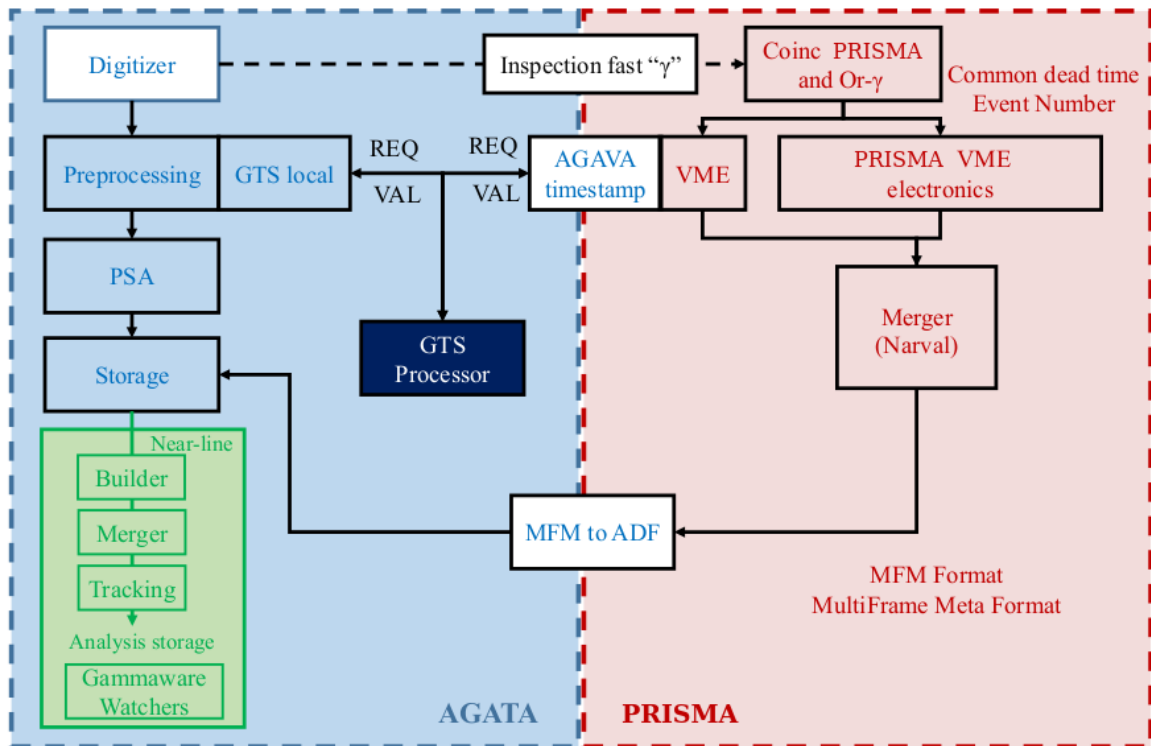 Digitizer
Inspection fast “γ”
Coinc PRISMA
and Or-γ
Common dead time
Event Number
Preprocessing
GTS local
REQ
VAL
REQ
VAL
AGAVA
timestamp
VME
PRISMA VME
electronics
PSA
GTS
Processor
Merger
(Narval)
Storage
Near-line
Builder
Merger
Tracking
Analysis storage
Gammaware
Watchers
MFM to ADF
MFM Format
MultiFrame Meta Format
AGATA
PRISMA